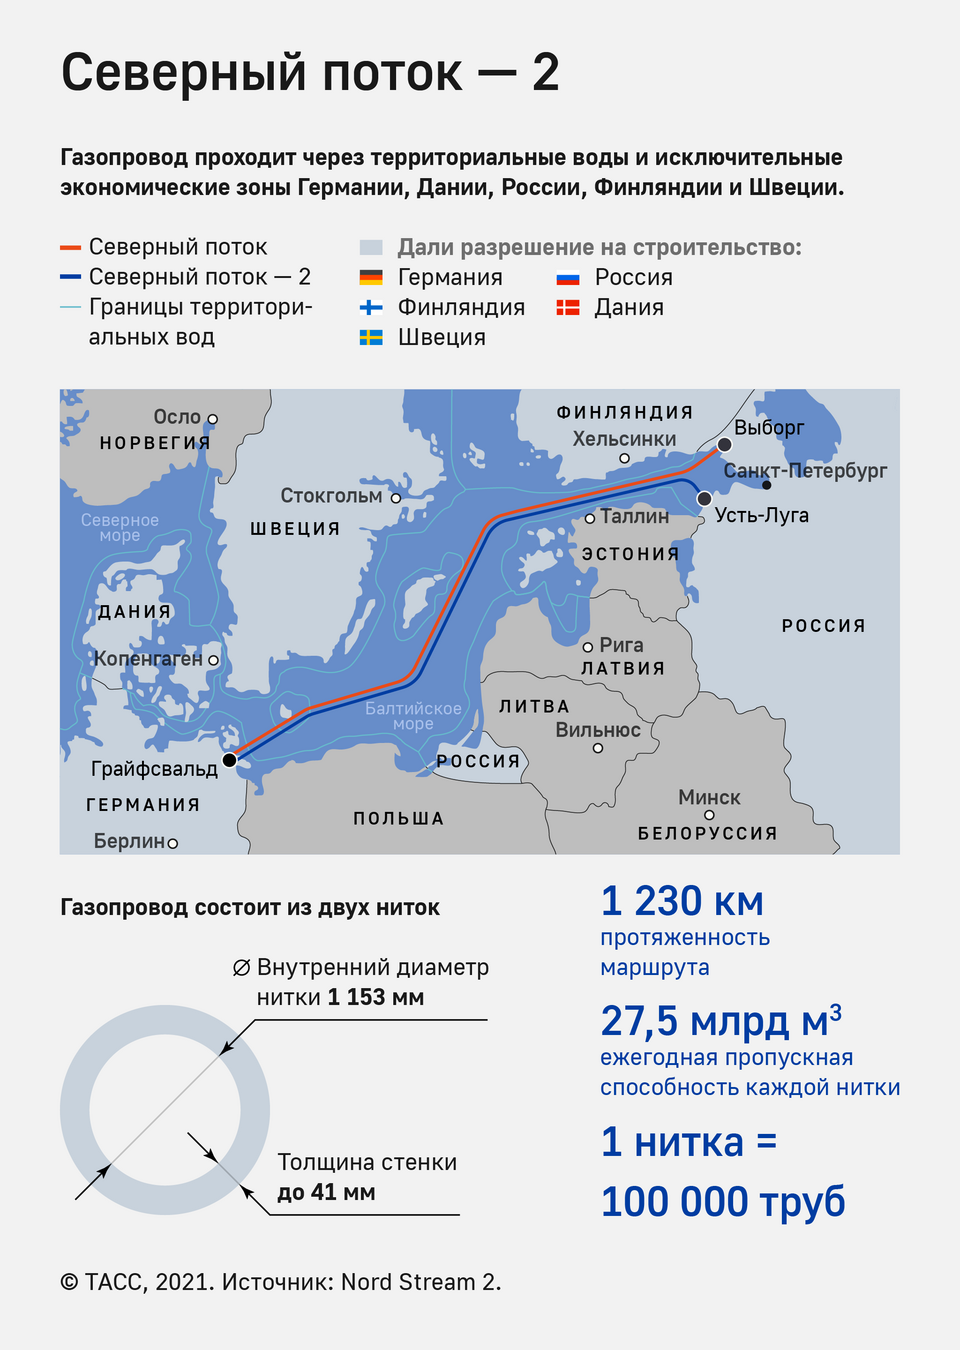 Северный поток — 2
Газопровод проходит через территориальные воды и исключительные
экономические зоны Германии, Дании, России, Финляндии и Швеции.
Северный поток
Северный поток — 2
Границы территори-
альных вод
Дали разрешение на строительство:
Германия
Россия
Финляндия
Дания
Швеция
Осло
НОРВЕГИЯ
ФИНЛЯНДИЯ
Хельсинки
Выборг
Санкт-Петербург
Стокгольм
ШВЕЦИЯ
Северное
море
Таллин
Усть-Луга
ЭСТОНИЯ
ДАНИЯ
РОССИЯ
Копенгаген
Рига
ЛАТВИЯ
Балтийское
море
ЛИТВА
Вильнюс
Грайфсвальд
РОССИЯ
ГЕРМАНИЯ
ПОЛЬША
Минск
БЕЛОРУССИЯ
Берлин
Газопровод состоит из двух ниток
∅ Внутренний диаметр
нитки 1 153 мм
Толщина стенки
до 41 мм
1 230 км
протяженность
маршрута
27,5 млрд м³
ежегодная пропускная
способность каждой нитки
1 нитка =
100 000 труб
© ТАСС, 2021. Источник: Nord Stream 2.